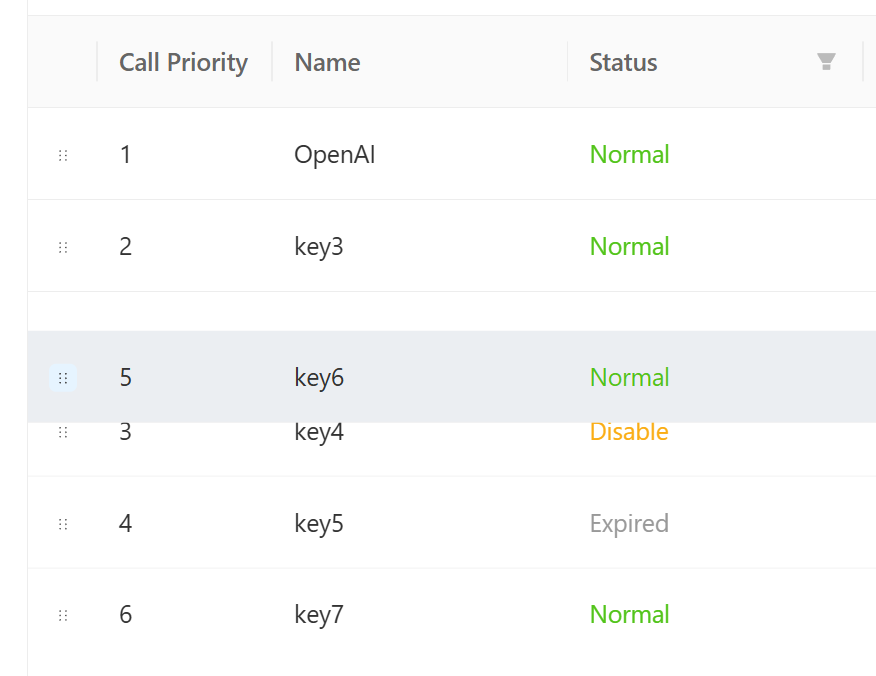 Call Priority Name Status
1 OpenAI Normal
2 key3 Normal
5 key6 Normal
3 key4 Disable
4 key5 Expired
6 key7 Normal